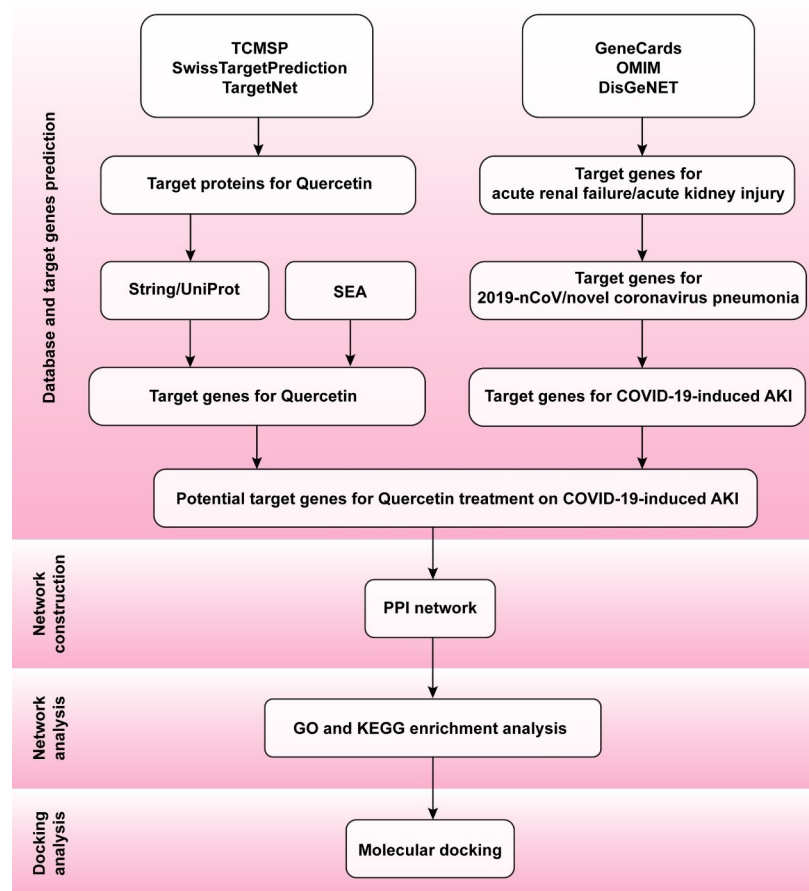 Database and target genes prediction
TCMSP
SwissTargetPrediction
TargetNet
GeneCards
OMIM
DisGeNET
Target proteins for Quercetin
Target genes for
acute renal failure/acute kidney injury
String/UniProt
SEA
Target genes for
2019-nCoV/novel coronavirus pneumonia
Target genes for Quercetin
Target genes for COVID-19-induced AKI
Potential target genes for Quercetin treatment on COVID-19-induced AKI
Network
construction
PPI network
Network
analysis
GO and KEGG enrichment analysis
Docking
analysis
Molecular docking